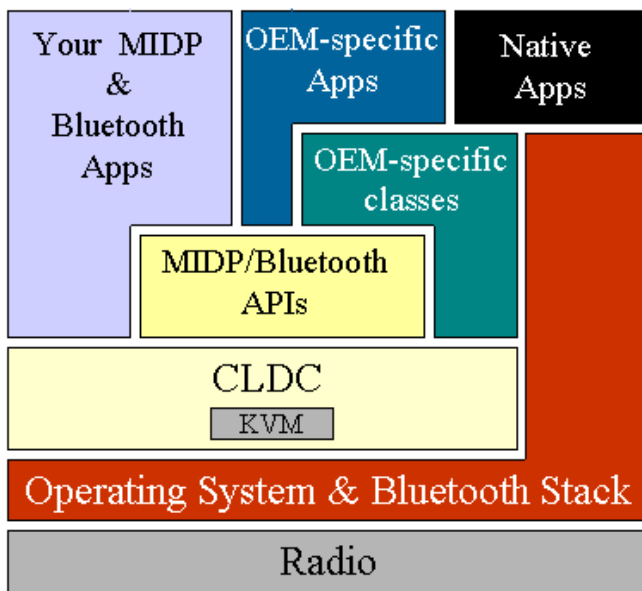 Your MIDP
&
Bluetooth
Apps
OEM-specific
Apps
Native
Apps
OEM-specific
classes
MIDP/Bluetooth
APIs
CLDC
KVM
Operating System & Bluetooth Stack
Radio